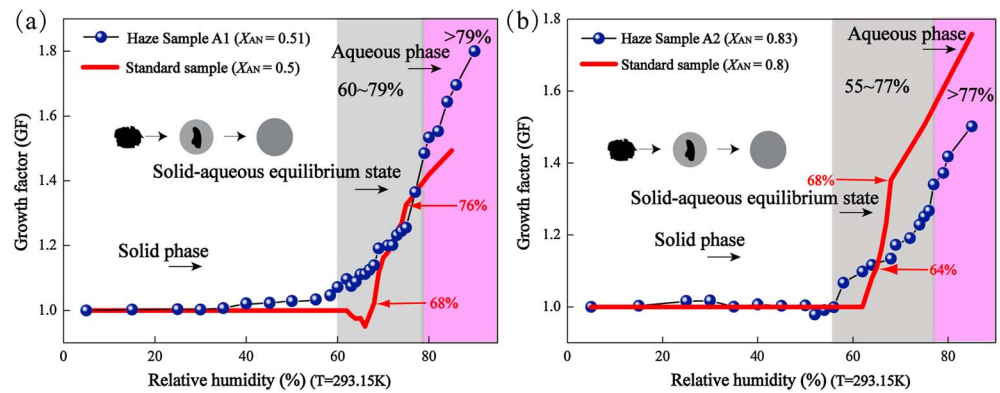 (a)
Haze Sample A1 (XAN = 0.51)
Standard sample (XAN = 0.5)
Aqueous phase
>79%
60~79%
Solid-aqueous equilibrium state
Solid phase
76%
68%
Growth factor (GF)
1.8
1.6
1.4
1.2
1.0
0
20
40
60
80
Relative humidity (%) (T=293.15K)
(b)
Haze Sample A2 (XAN = 0.83)
Standard sample (XAN = 0.8)
Aqueous phase
55~77%
>77%
68%
Solid-aqueous equilibrium state
Solid phase
64%
Growth factor (GF)
1.8
1.6
1.4
1.2
1.0
0
20
40
60
80
Relative humidity (%) (T=293.15K)